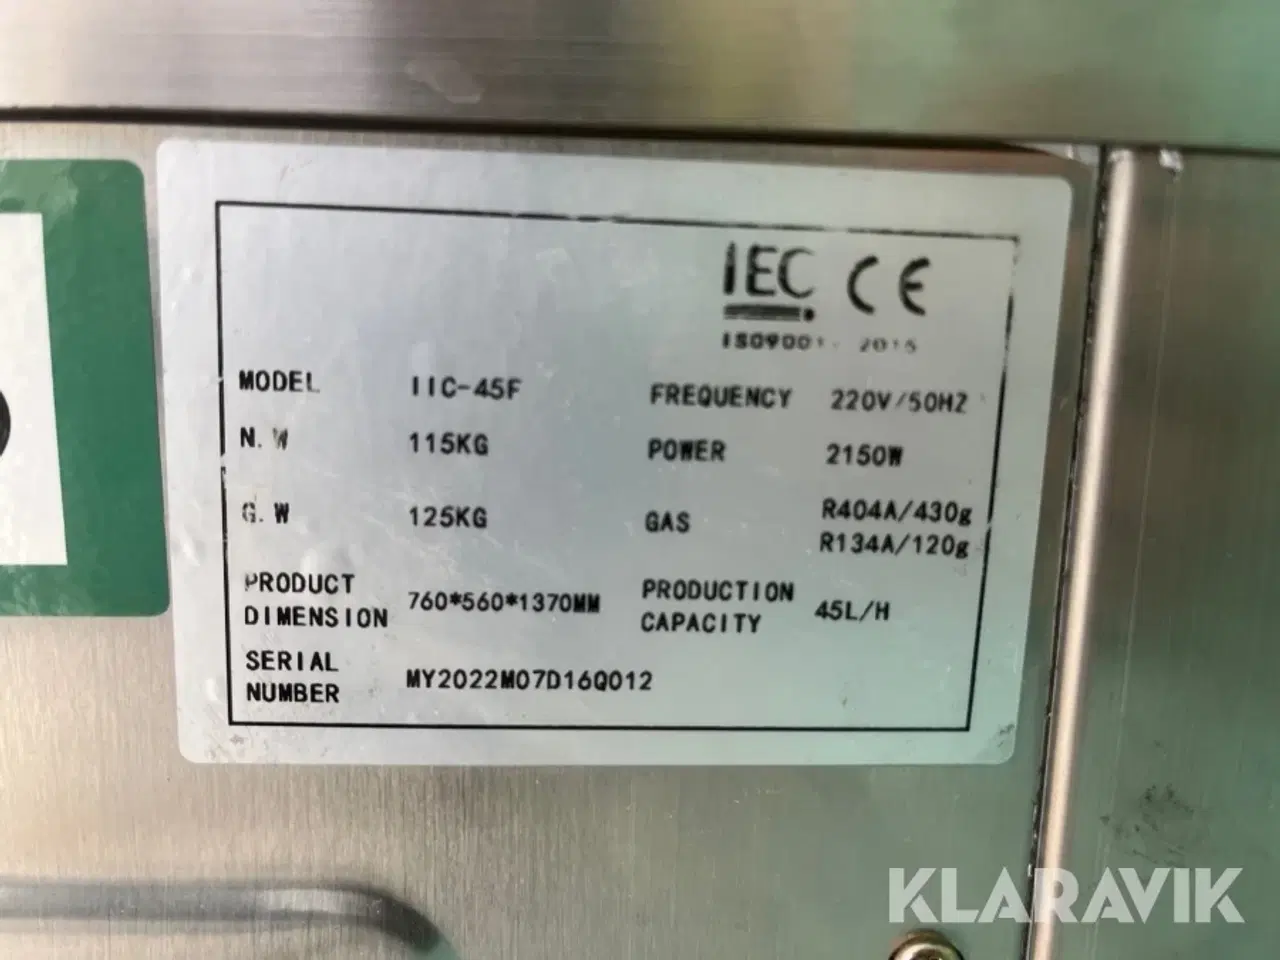 IEC CE
ISO9001: 2015
MODEL IIC-45F FREQUENCY 220V/50HZ
N.W 115KG POWER 2150W
G.W 125KG GAS R404A/430g
R134A/120g
PRODUCT DIMENSION 760*560*1370MM PRODUCTION CAPACITY 45L/H
SERIAL NUMBER MY2022M07D16Q012
KLARAVIK